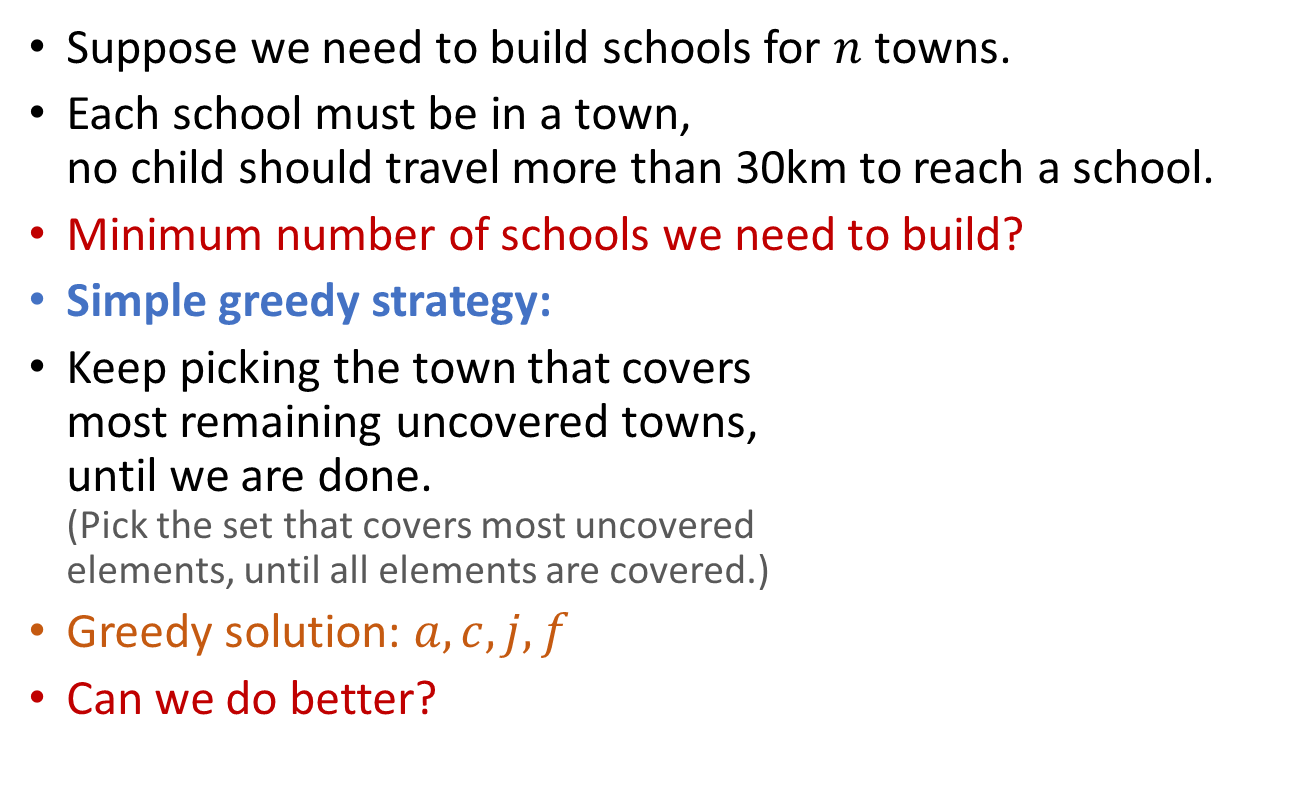 • Suppose we need to build schools for n towns.
• Each school must be in a town,
no child should travel more than 30km to reach a school.
• Minimum number of schools we need to build?
• Simple greedy strategy:
• Keep picking the town that covers
most remaining uncovered towns,
until we are done.
(Pick the set that covers most uncovered
elements, until all elements are covered.)
• Greedy solution: a, c, j, f
• Can we do better?